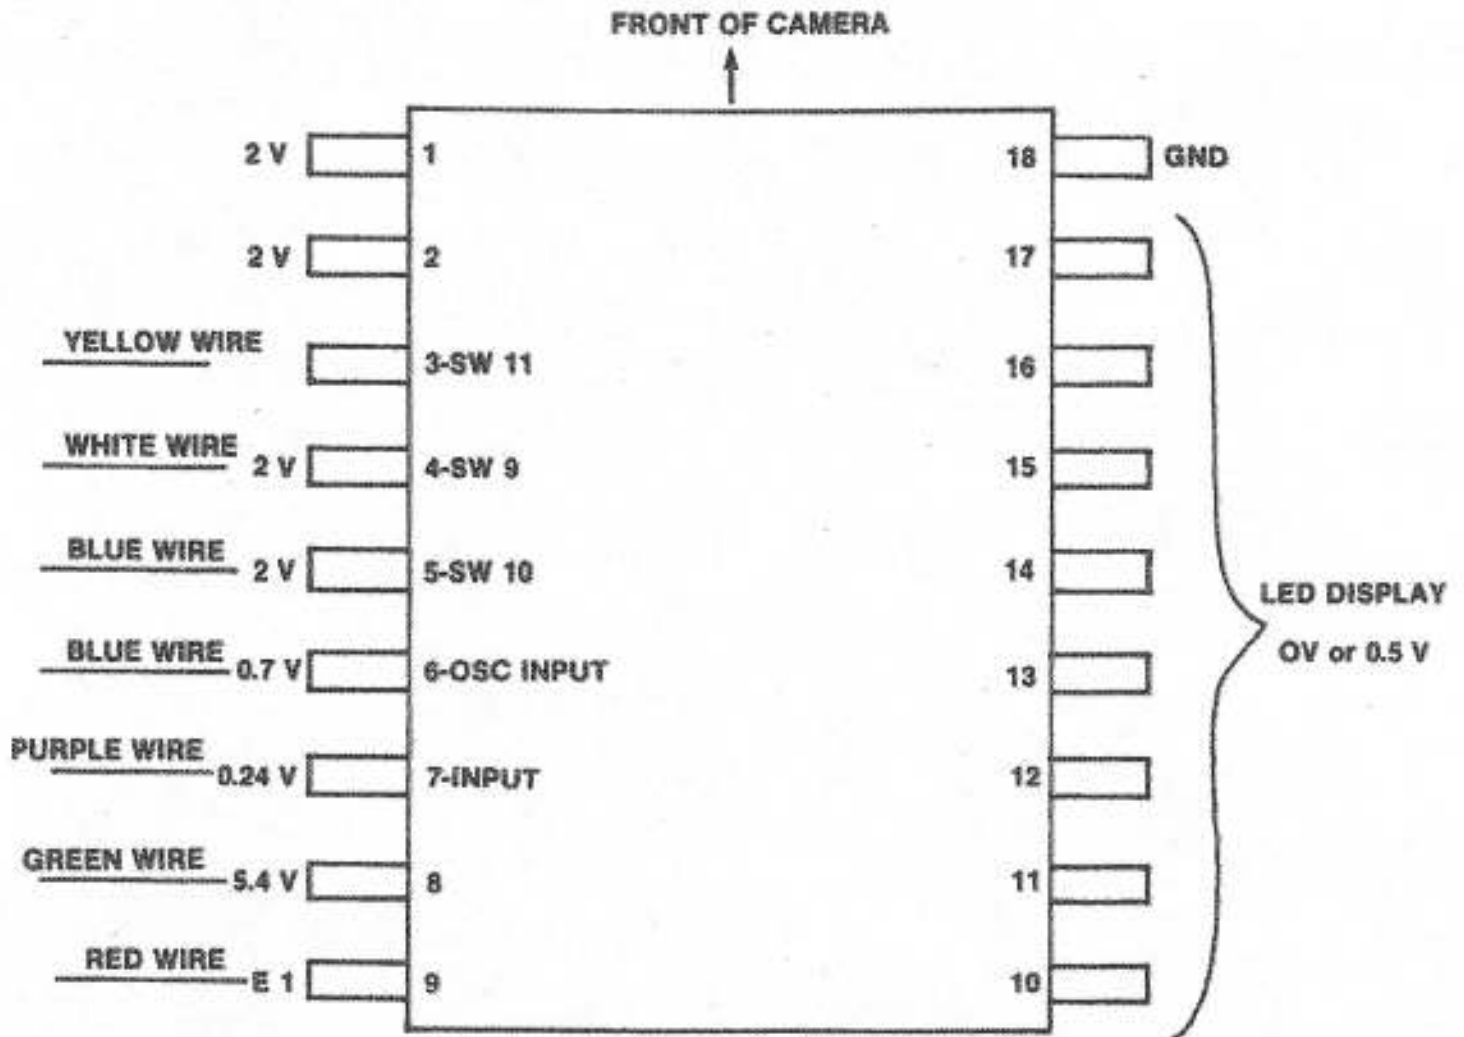 FRONT OF CAMERA
2 V 1 18 GND
2 V 2 17
YELLOW WIRE 3-SW 11 16
WHITE WIRE 2 V 4-SW 9 15
BLUE WIRE 2 V 5-SW 10 14
LED DISPLAY
BLUE WIRE 0.7 V 6-OSC INPUT 13
OV or 0.5 V
PURPLE WIRE 0.24 V 7-INPUT 12
GREEN WIRE 5.4 V 8 11
RED WIRE E 1 9 10